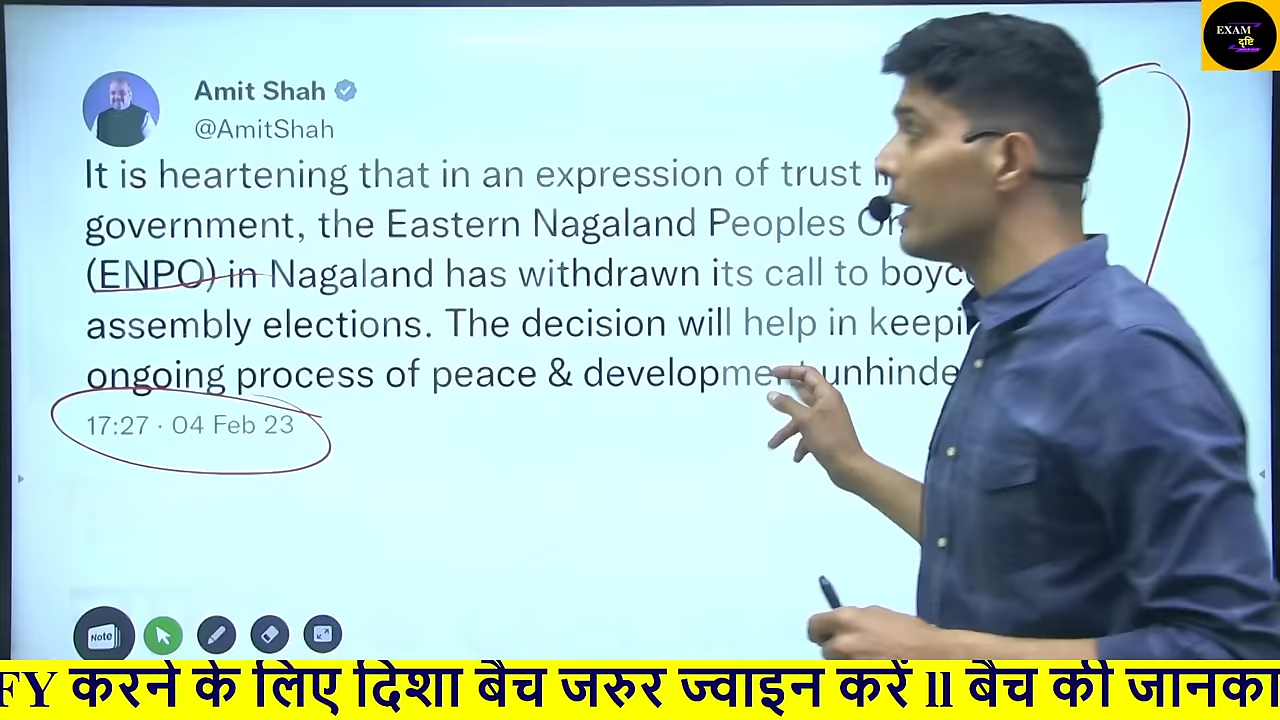 EXAM
दृष्टि
Amit Shah
@AmitShah
It is heartening that in an expression of trust
government, the Eastern Nagaland Peoples
(ENPO) in Nagaland has withdrawn its call to
assembly elections. The decision will help in
ongoing process of peace & development
17:27 · 04 Feb 23
Note
FY करने के लिए दिशा बैच जरुर ज्वाइन करें ll बैच की